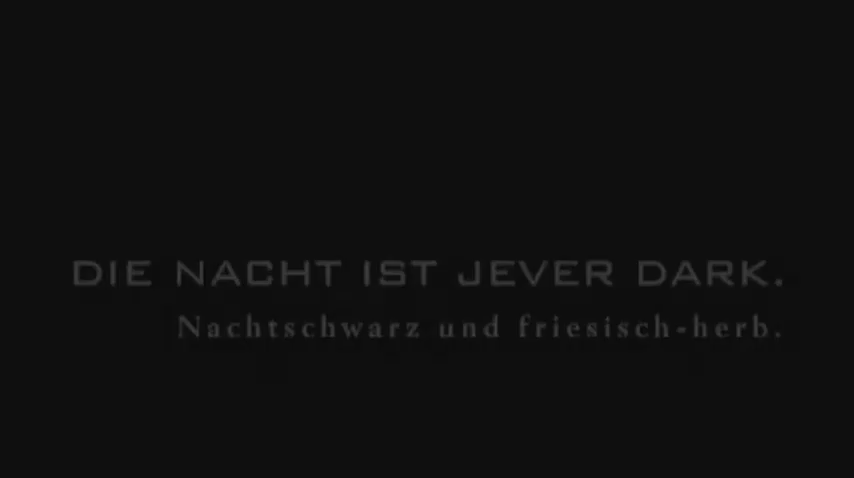 DIE NACHT IST JEVER DARK.
Nachtschwarz und friesisch-herb.